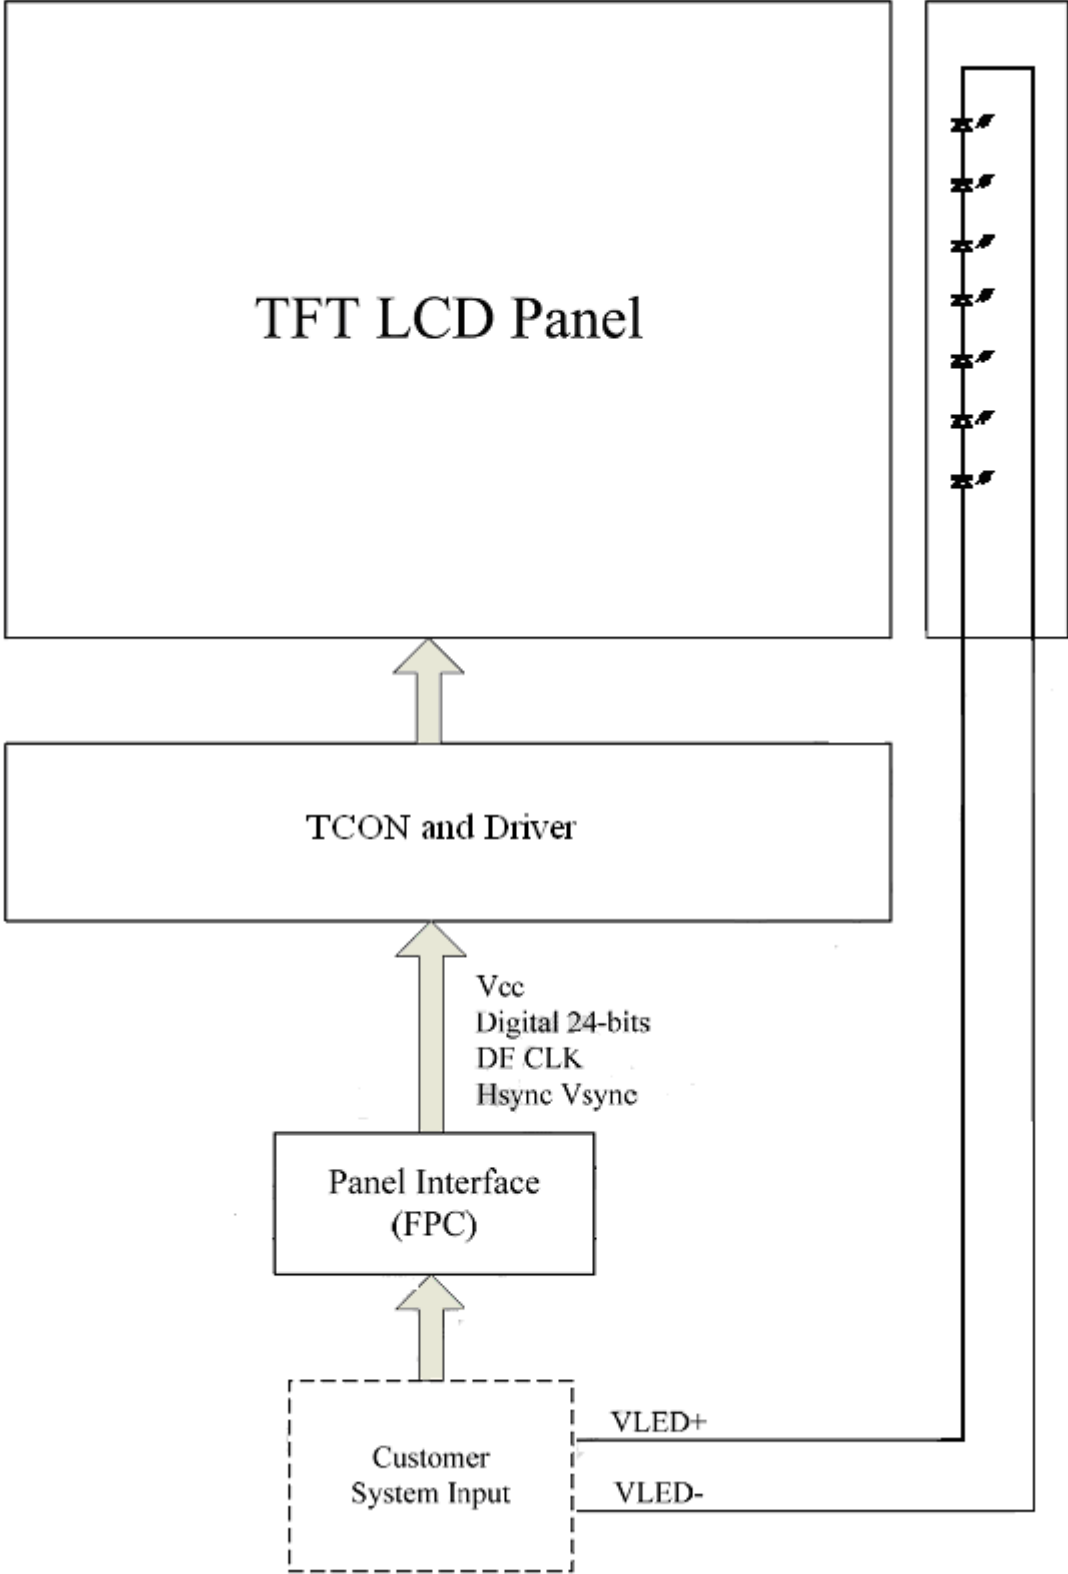 TFT LCD Panel
TCON and Driver
Vcc
Digital 24-bits
DE CLK
Hsync Vsync
Panel Interface
(FPC)
Customer
System Input
VLED+
VLED-